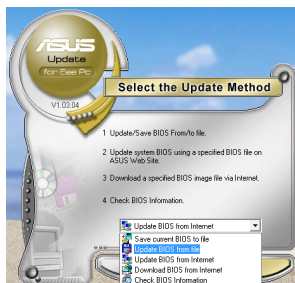 ASUS
Update
for Eee Pc
V1.03.04
Select the Update Method
1 Update/Save BIOS From/to file.
2 Update system BIOS using a specified BIOS file on
ASUS Web Site.
3 Download a specified BIOS image file via Internet.
4 Check BIOS Information.
Update BIOS from Internet
Save current BIOS to file
Update BIOS from file
Update BIOS from Internet
Download BIOS from Internet
Check BIOS Information